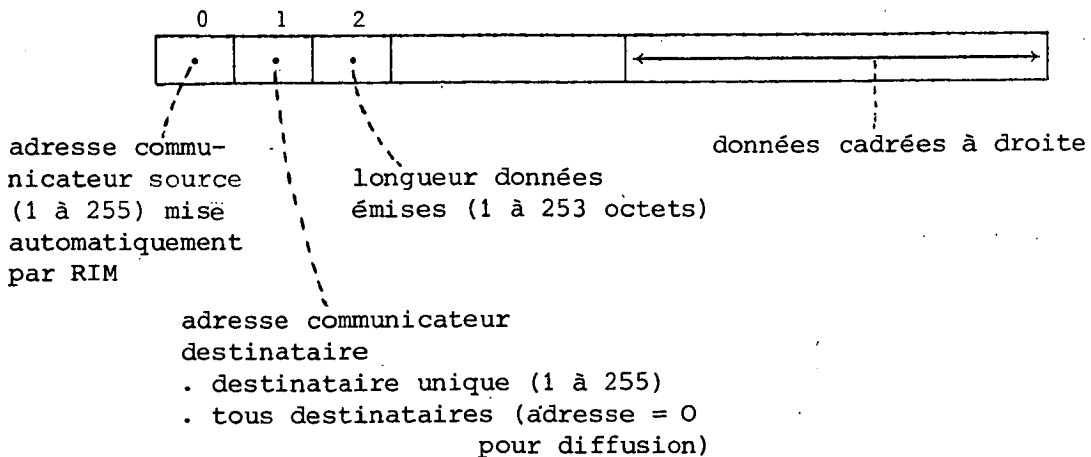 0 1 2
adresse commu-
nicateur source
(1 à 255) mise
automatiquement
par RIM
longueur données
émises (1 à 253 octets)
données cadrées à droite
adresse communicateur
destinataire
. destinataire unique (1 à 255)
. tous destinataires (adresse = O
pour diffusion)